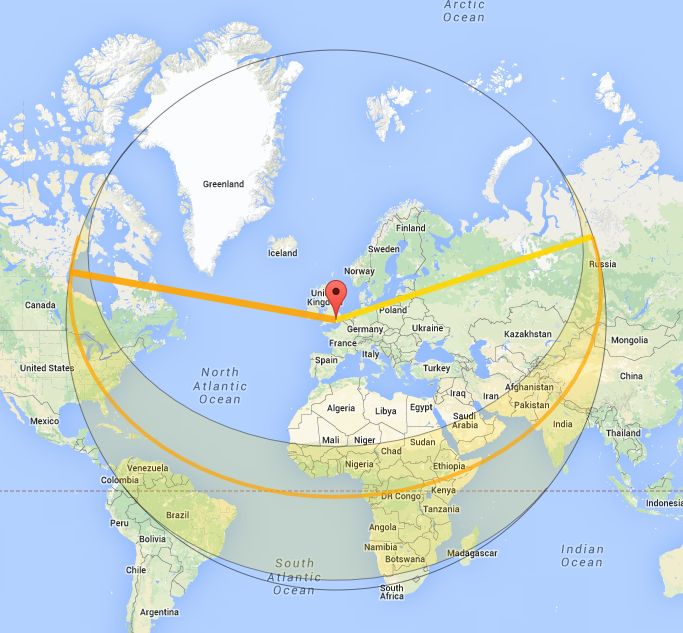 Arctic
Ocean
Greenland
Finland
Iceland
Sweden
Norway
Russia
Unit
Kingd
Canada
Poland
Germany
Ukraine
France
Kazakhstan
Mongolia
Italy
Spain
Turkey
United States
North
Atlantic
Ocean
China
Afghanistan
Iraq
Iran
Algeria
Libya
Egypt
Pakistan
Saudi
Arabia
Mexico
India
Thailand
Mali
Niger
Sudan
Chad
Nigeria
Ethiopia
Venezuela
Colombia
Kenya
DR Congo
Indonesia
Tanzania
Peru
Brazil
Angola
Bolivia
Namibia
Madagascar
Botswana
Indian
Ocean
Chile
South
Atlantic
Ocean
South
Africa
Argentina